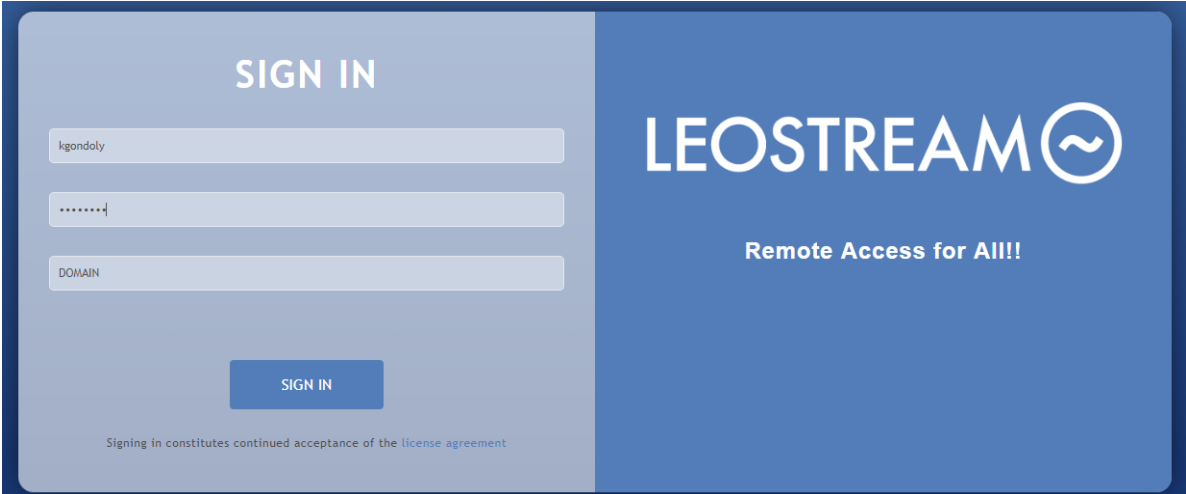 SIGN IN
kgondoly
••••••••
DOMAIN
SIGN IN
Signing in constitutes continued acceptance of the license agreement
LEOSTREAM
Remote Access for All!!